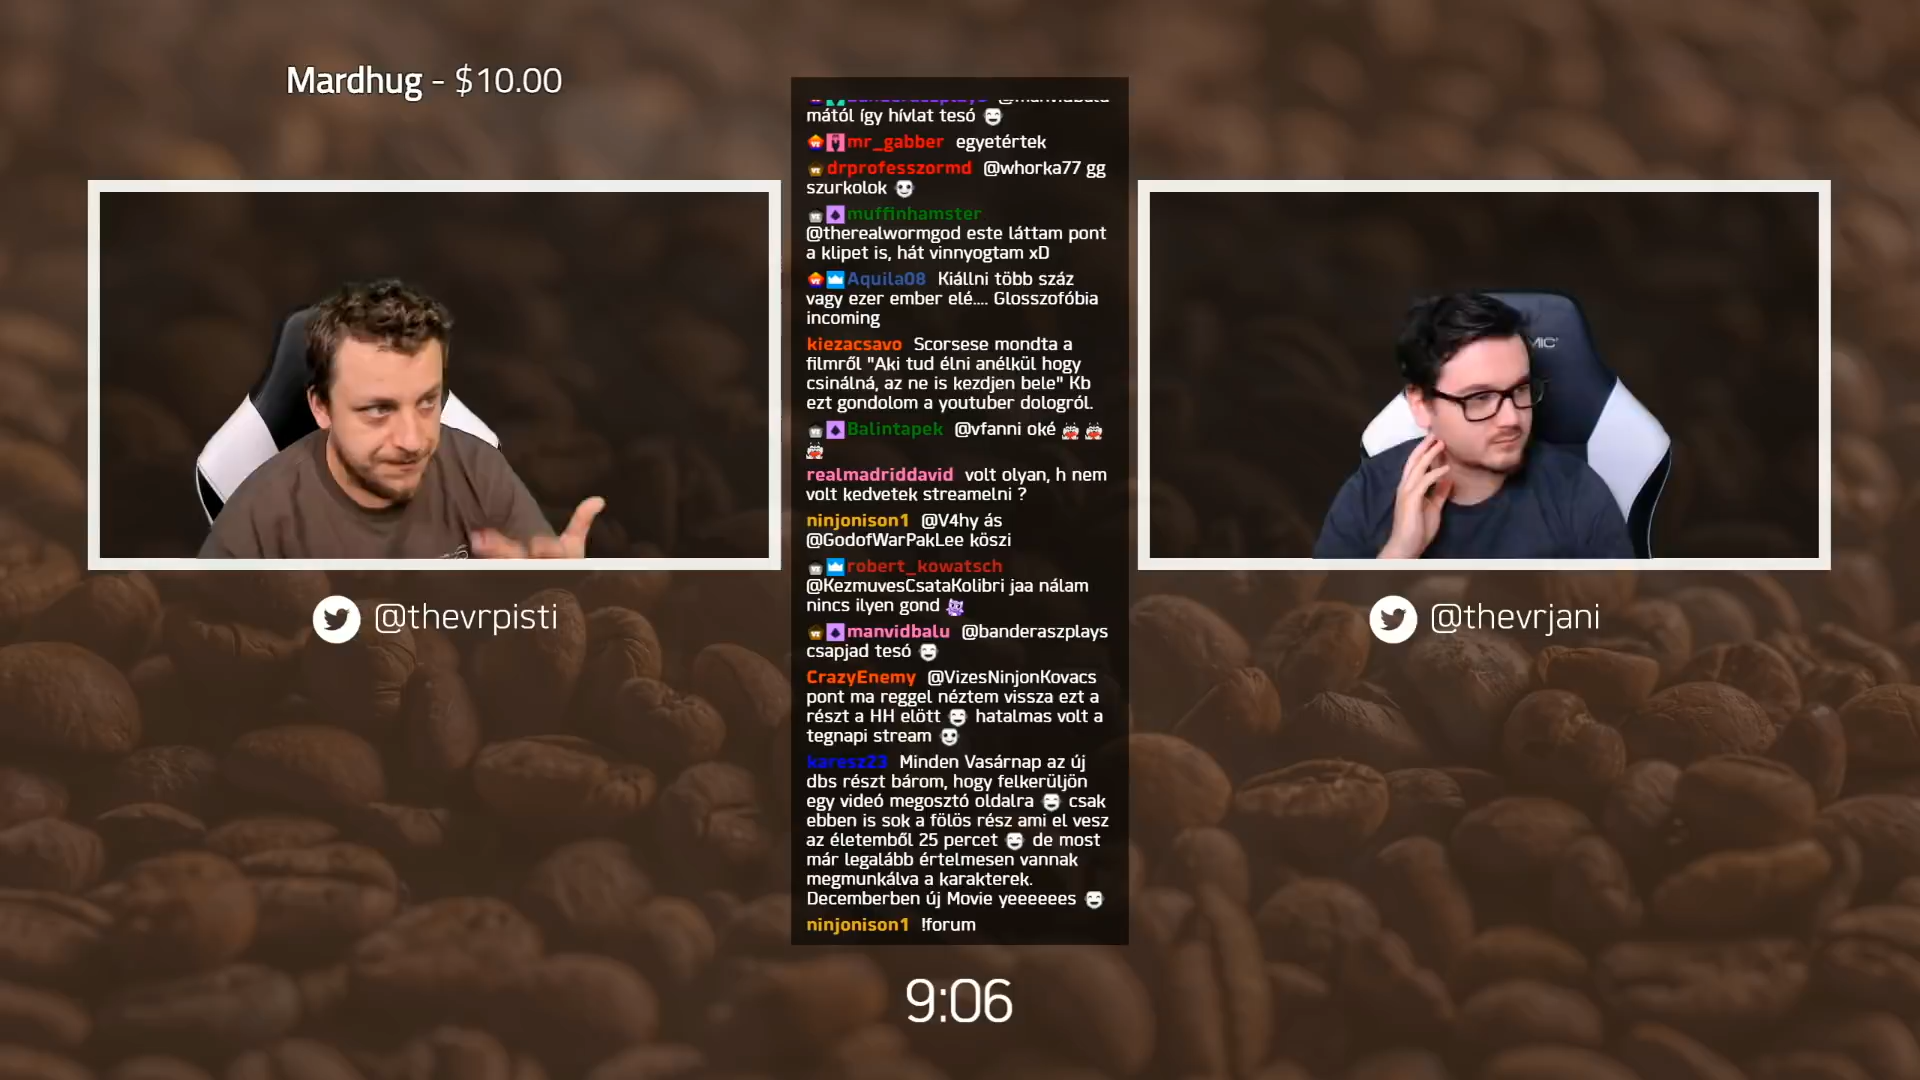 Mardhug - $10.00
mától így hívlat tesó
mr_gabber egyetértek
drprofesszormd @whorka77 gg
szurkolok
muffinhamster
@therealwormgod este láttam pont
a klipet is, hát vinnyogtam xD
Aquila08 Kiállni több száz
vagy ezer ember elé.... Glosszofóbia
incoming
kiezacsavo Scorsese mondta a
filmről "Aki tud élni anélkül hogy
csinálná, az ne is kezdjen bele" Kb
ezt gondolom a youtuber dologról.
Balintapek @vfanni oké
realmadriddavid volt olyan, h nem
volt kedvetek streamelni ?
ninjonison1 @V4hy ás
@GodofWarPakLee köszi
robert_kowatsch
@KezmuvesCsataKolibri jaa nálam
nincs ilyen gond
manvidbalu @banderaszplays
csapjad tesó
CrazyEnemy @VizesNinjonKovacs
pont ma reggel néztem vissza ezt a
részt a HH elött hatalmas volt a
tegnapi stream
karesz23 Minden Vasárnap az új
dbs részt bárom, hogy felkerüljön
egy videó megosztó oldalra csak
ebben is sok a fölös rész ami el vesz
az életemből 25 percet de most
már legalább értelmesen vannak
megmunkálva a karakterek.
Decemberben új Movie yeeeeees
ninjonison1 !forum
@thevrpisti
@thevrjani
9:06